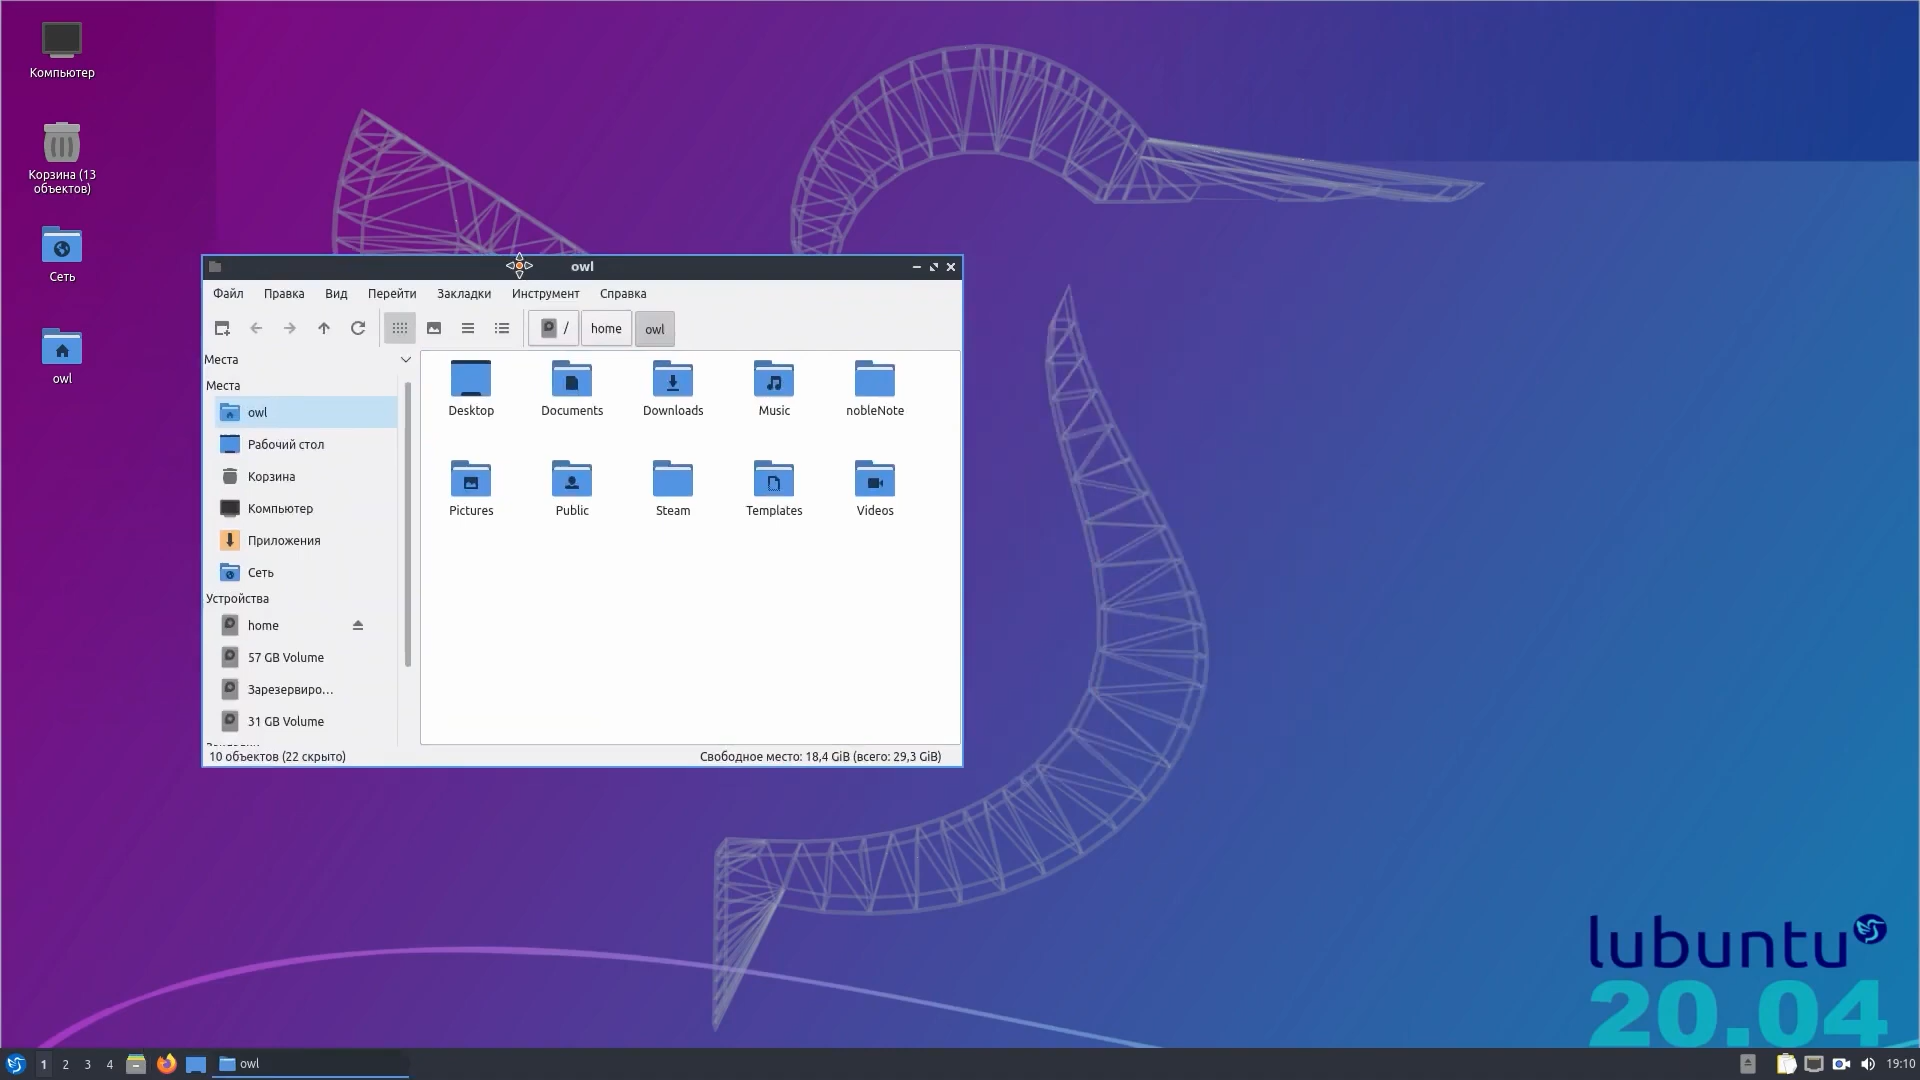 Компьютер
Корзина (13
объектов)
Сеть
owl
owl
Файл Правка Вид Перейти Закладки Инструмент Справка
/ home owl
Места
Места
owl
Рабочий стол
Корзина
Компьютер
Приложения
Сеть
Устройства
home
57 GB Volume
Зарезервиро...
31 GB Volume
Desktop Documents Downloads Music nobleNote
Pictures Public Steam Templates Videos
10 объектов (22 скрыто) Свободное место: 18,4 GiB (всего: 29,3 GiB)
lubuntu
20.04
1 2 3 4 owl 19:10